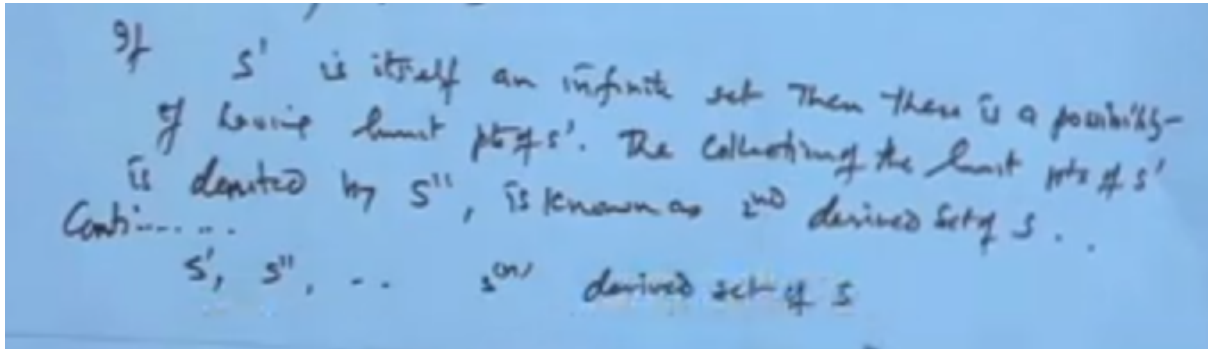 If S' is itself an infinite set then there is a possibility
of having limit pts of S'. The collection of the limit pts of S'
is denoted by S'', is known as 2nd derived set of S..
Conti......
S', S'', .. S(n) derived set of S